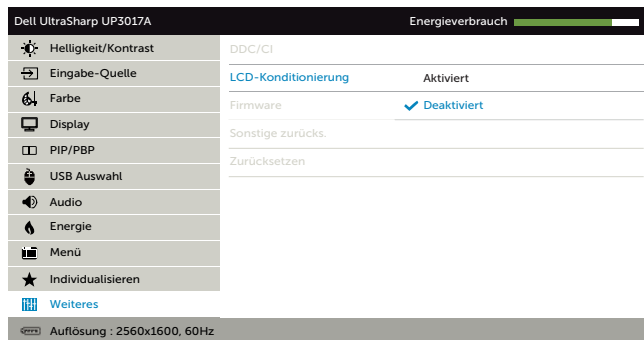 Dell UltraSharp UP3017A Energieverbrauch
Helligkeit/Kontrast
Eingabe-Quelle
Farbe
Display
PIP/PBP
USB Auswahl
Audio
Energie
Menü
Individualisieren
Weiteres
DDC/CI
LCD-Konditionierung Aktiviert
Firmware Deaktiviert
Sonstige zurücks.
Zurücksetzen
Auflösung : 2560x1600, 60Hz